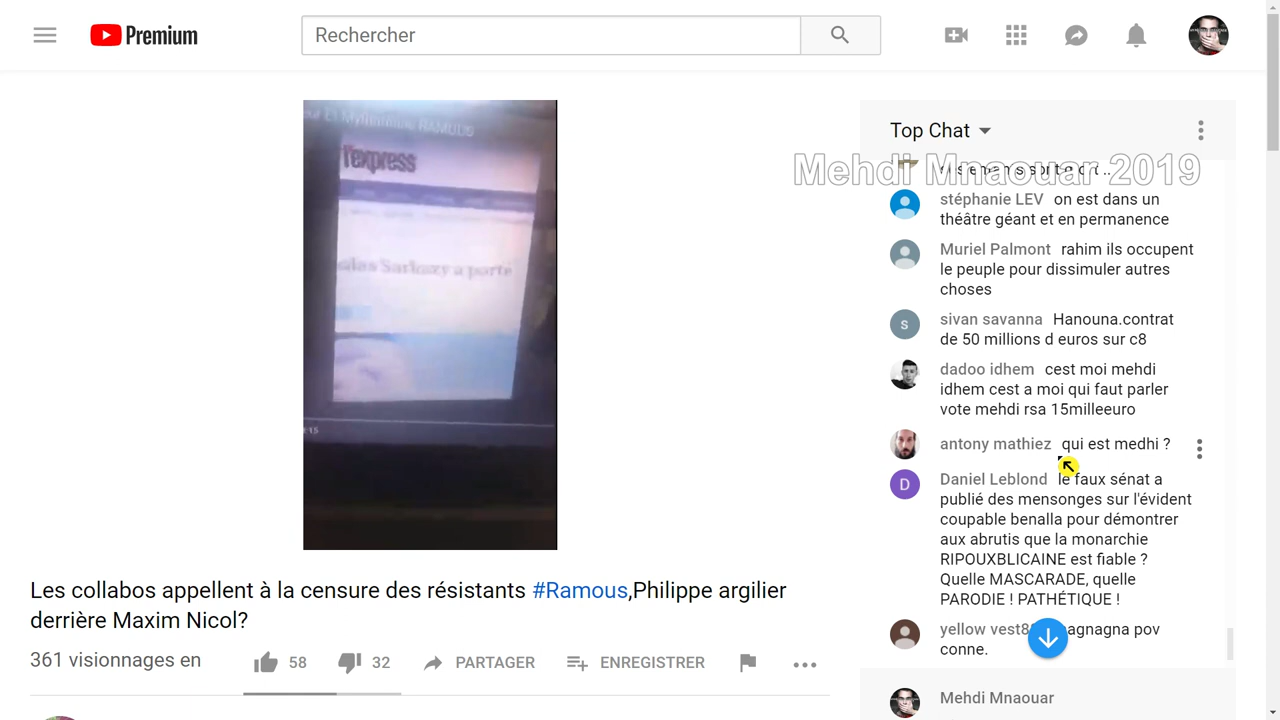 Premium
Rechercher
l'express
Sarkozy a porté
Top Chat
Mehdi Mnaouar 2019
stéphanie LEV on est dans un
théâtre géant et en permanence
Muriel Palmont rahim ils occupent
le peuple pour dissimuler autres
choses
s
sivan savanna Hanouna.contrat
de 50 millions d euros sur c8
dadoo idhem cest moi mehdi
idhem cest a moi qui faut parler
vote mehdi rsa 15milleeuro
antony mathiez qui est medhi ?
D
Daniel Leblond le faux sénat a
publié des mensonges sur l'évident
coupable benalla pour démontrer
aux abrutis que la monarchie
RIPOUXBLICAINE est fiable ?
Quelle MASCARADE, quelle
PARODIE ! PATHÉTIQUE !
yellow pov
conne.
Mehdi Mnaouar
Les collabos appellent à la censure des résistants #Ramous,Philippe argilier
derrière Maxim Nicol?
361 visionnages en
58
32
PARTAGER
ENREGISTRER